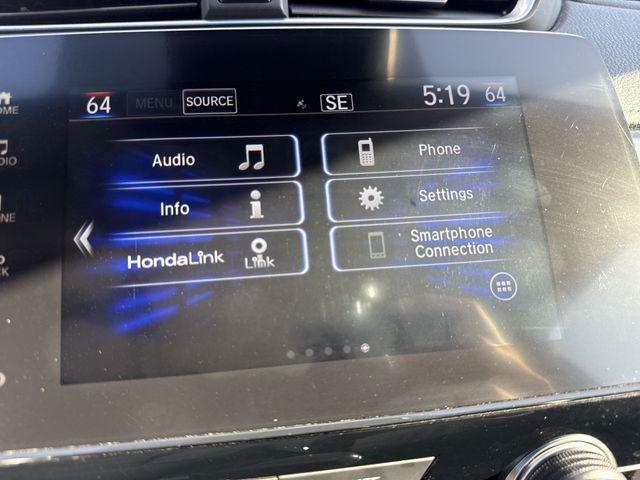 64 MENU SOURCE SE 5:19 64
Audio
Phone
Info
Settings
HondaLink Link
Smartphone
Connection